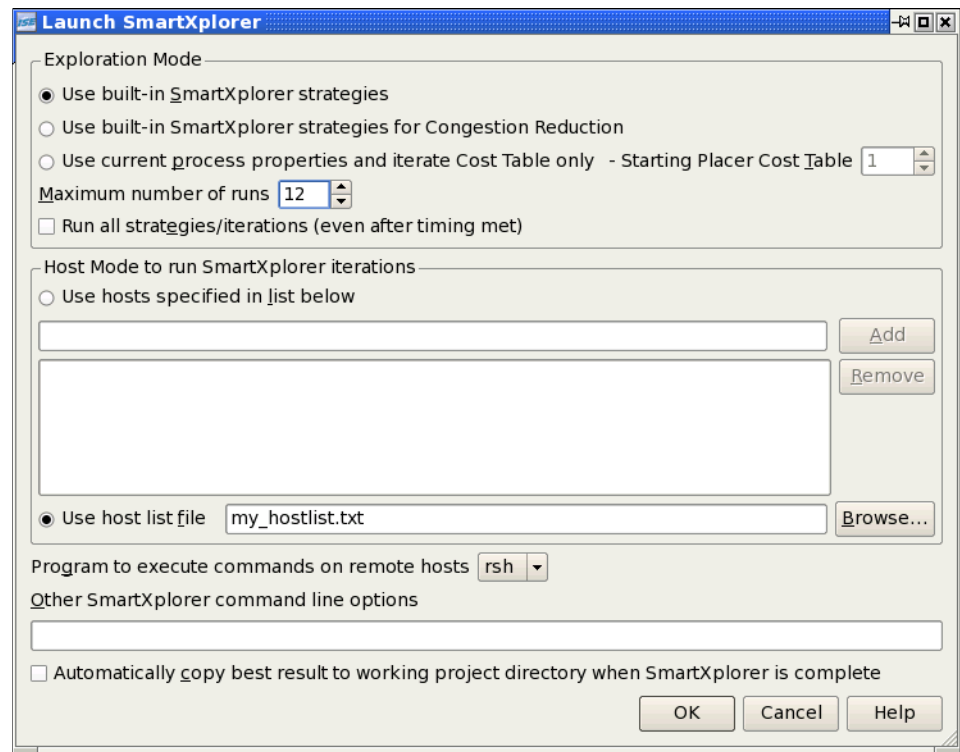 ISE Launch SmartXplorer
Exploration Mode
Use built-in SmartXplorer strategies
Use built-in SmartXplorer strategies for Congestion Reduction
Use current process properties and iterate Cost Table only - Starting Placer Cost Table 1
Maximum number of runs 12
Run all strategies/iterations (even after timing met)
Host Mode to run SmartXplorer iterations
Use hosts specified in list below
Add
Remove
Use host list file my_hostlist.txt Browse...
Program to execute commands on remote hosts rsh
Other SmartXplorer command line options
Automatically copy best result to working project directory when SmartXplorer is complete
OK Cancel Help